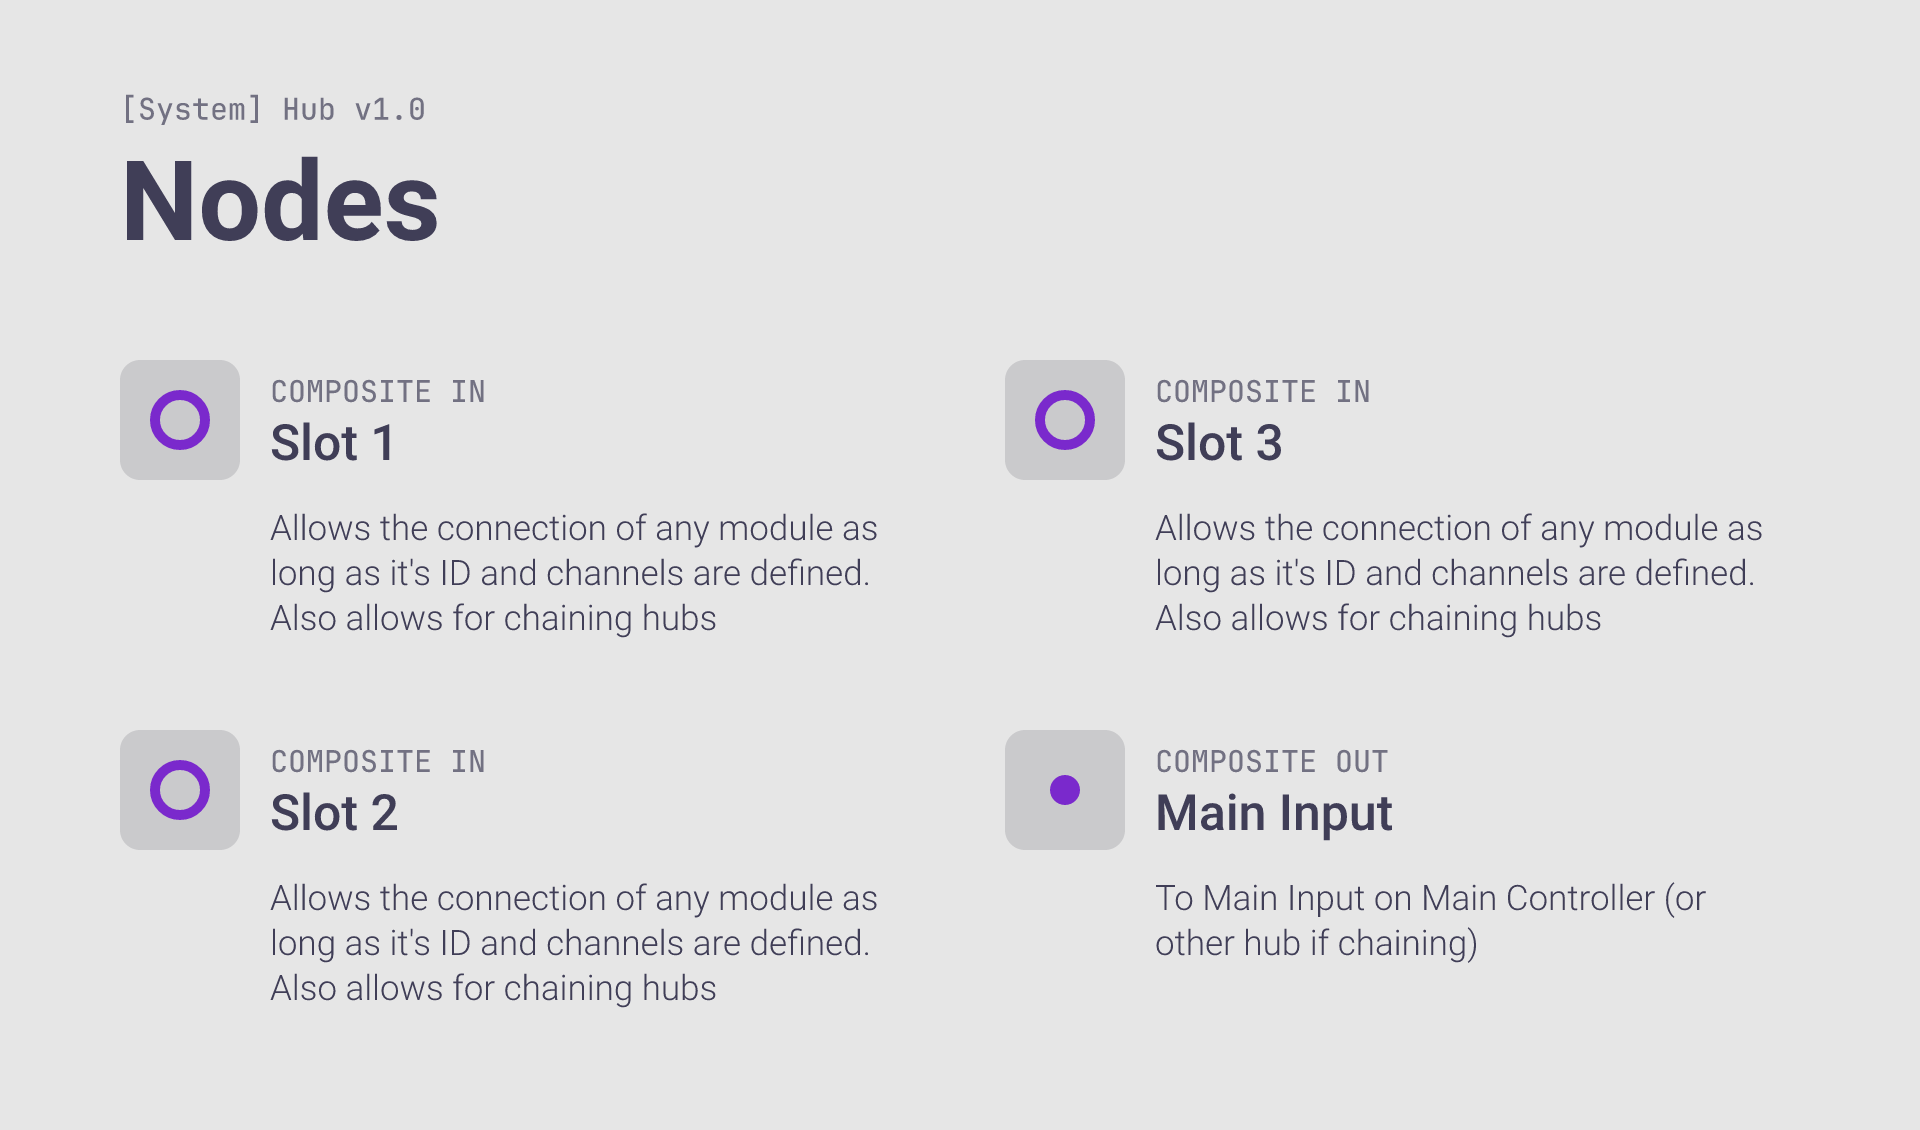 [System] Hub v1.0
Nodes
COMPOSITE IN
Slot 1
Allows the connection of any module as
long as it's ID and channels are defined.
Also allows for chaining hubs
COMPOSITE IN
Slot 2
Allows the connection of any module as
long as it's ID and channels are defined.
Also allows for chaining hubs
COMPOSITE IN
Slot 3
Allows the connection of any module as
long as it's ID and channels are defined.
Also allows for chaining hubs
COMPOSITE OUT
Main Input
To Main Input on Main Controller (or
other hub if chaining)